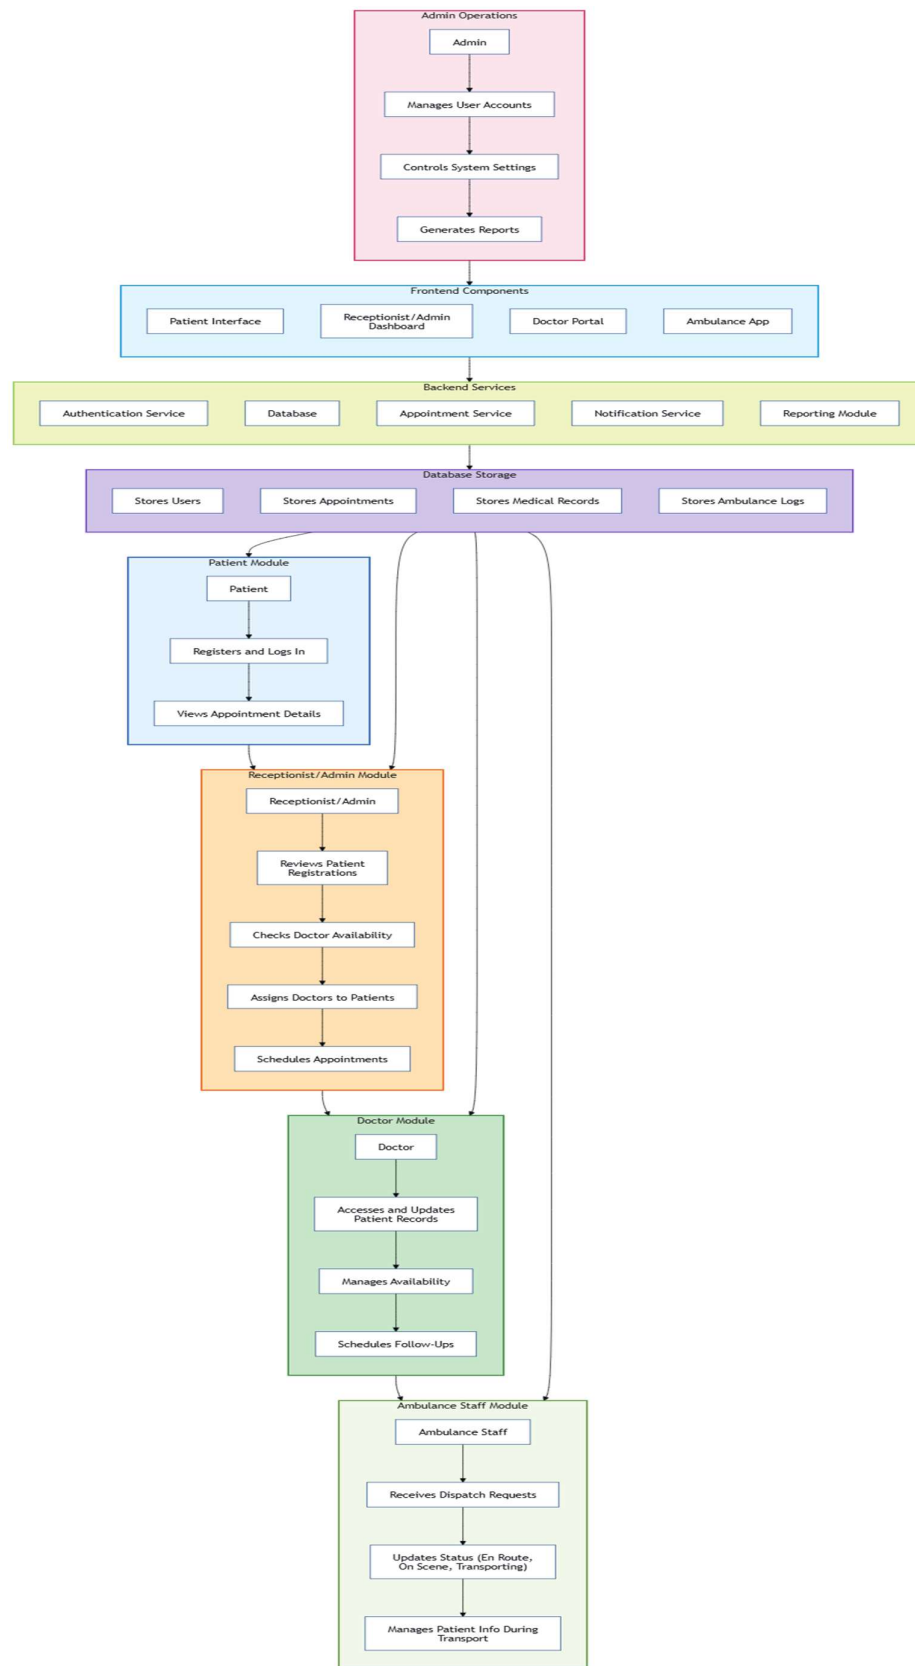 Admin Operations
Admin
Manages User Accounts
Controls System Settings
Generates Reports
Frontend Components
Patient Interface
Receptionist/Admin
Dashboard
Doctor Portal
Ambulance App
Backend Services
Authentication Service
Database
Appointment Service
Notification Service
Reporting Module
Database Storage
Stores Users
Stores Appointments
Stores Medical Records
Stores Ambulance Logs
Patient Module
Patient
Registers and Logs In
Views Appointment Details
Receptionist/Admin Module
Receptionist/Admin
Reviews Patient
Registrations
Checks Doctor Availability
Assigns Doctors to Patients
Schedules Appointments
Doctor Module
Doctor
Accesses and Updates
Patient Records
Manages Availability
Schedules Follow-Ups
Ambulance Staff Module
Ambulance Staff
Receives Dispatch Requests
Updates Status (En Route,
On Scene, Transporting)
Manages Patient Info During
Transport